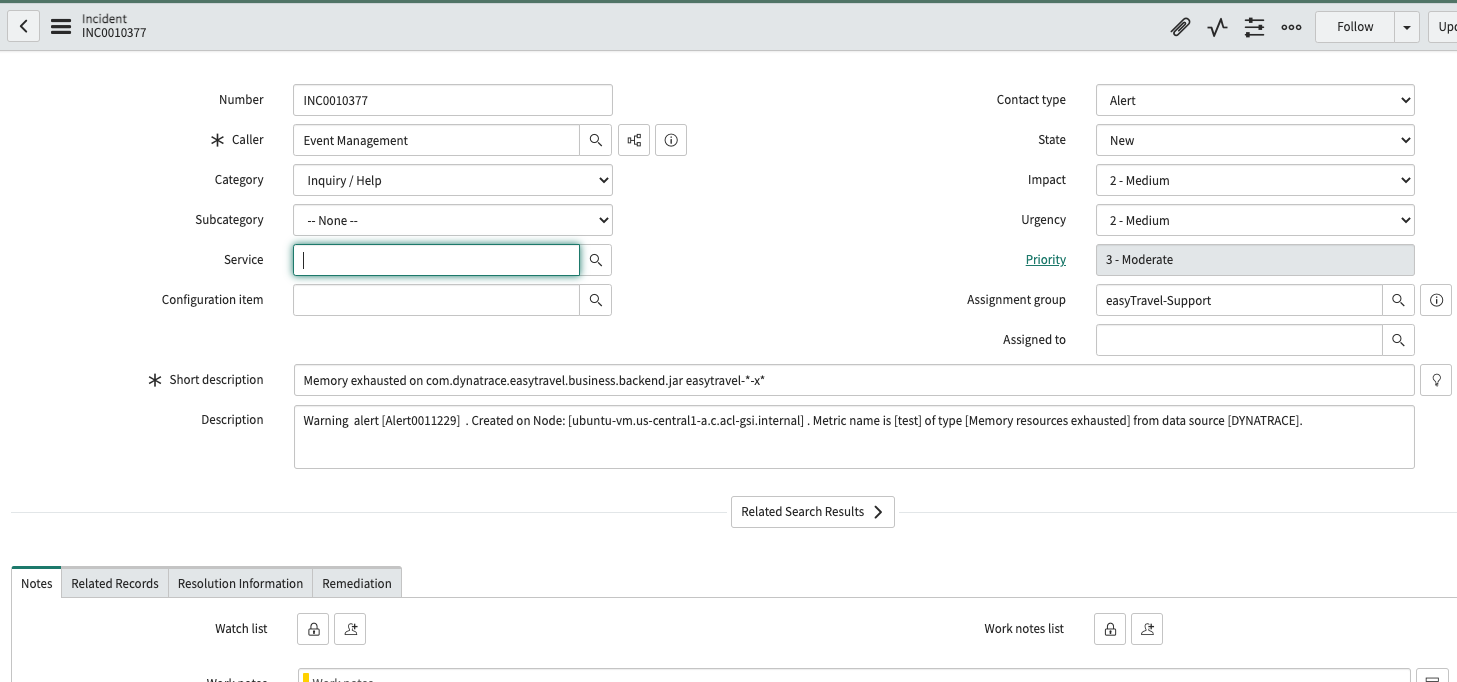 Incident
INC0010377
Follow
Upd
Number
INC0010377
Caller
Event Management
Category
Inquiry / Help
Subcategory
-- None --
Service
Configuration item
Contact type
Alert
State
New
Impact
2 - Medium
Urgency
2 - Medium
Priority
3 - Moderate
Assignment group
easyTravel-Support
Assigned to
Short description
Memory exhausted on com.dynatrace.easytravel.business.backend.jar easytravel-*-x*
Description
Warning alert [Alert0011229] . Created on Node: [ubuntu-vm.us-central1-a.c.acl-gsi.internal] . Metric name is [test] of type [Memory resources exhausted] from data source [DYNATRACE].
Related Search Results
Notes
Related Records
Resolution Information
Remediation
Watch list
Work notes list
Work notes
Work notes